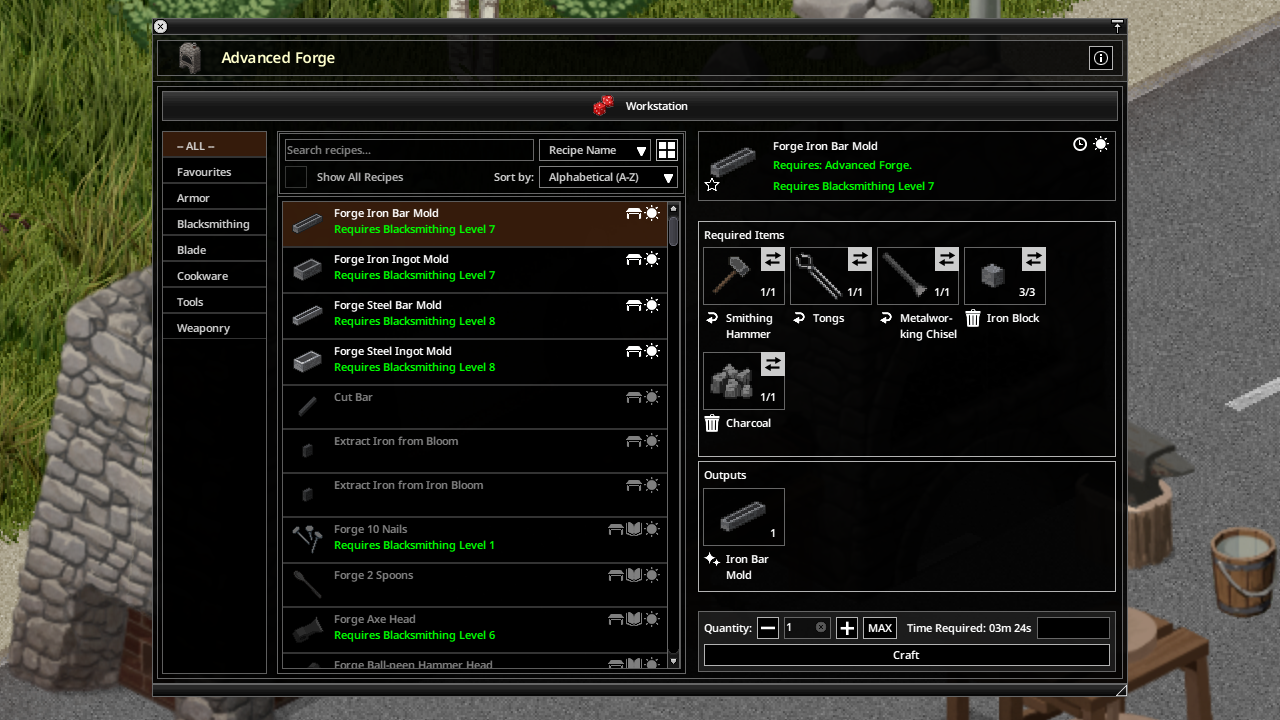 Advanced Forge
Workstation
-- ALL --
Favourites
Armor
Blacksmithing
Blade
Cookware
Tools
Weaponry
Search recipes...
Recipe Name
Show All Recipes
Sort by:
Alphabetical (A-Z)
Forge Iron Bar Mold
Requires Blacksmithing Level 7
Forge Iron Ingot Mold
Requires Blacksmithing Level 7
Forge Steel Bar Mold
Requires Blacksmithing Level 8
Forge Steel Ingot Mold
Requires Blacksmithing Level 8
Cut Bar
Extract Iron from Bloom
Extract Iron from Iron Bloom
Forge 10 Nails
Requires Blacksmithing Level 1
Forge 2 Spoons
Forge Axe Head
Requires Blacksmithing Level 6
Forge Ball-peen Hammer Head
Forge Iron Bar Mold
Requires: Advanced Forge.
Requires Blacksmithing Level 7
Required Items
1/1
1/1
1/1
3/3
Smithing
Hammer
Tongs
Metalwor-
king Chisel
Iron Block
1/1
Charcoal
Outputs
1
Iron Bar
Mold
Quantity:
1
MAX
Time Required: 03m 24s
Craft